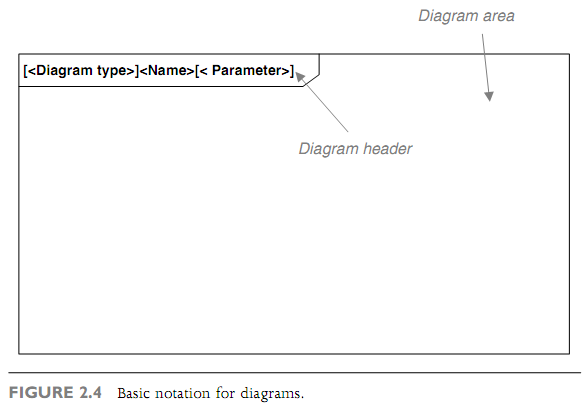 Diagram area
[<Diagram type>]<Name>[< Parameter>]
Diagram header
FIGURE 2.4 Basic notation for diagrams.